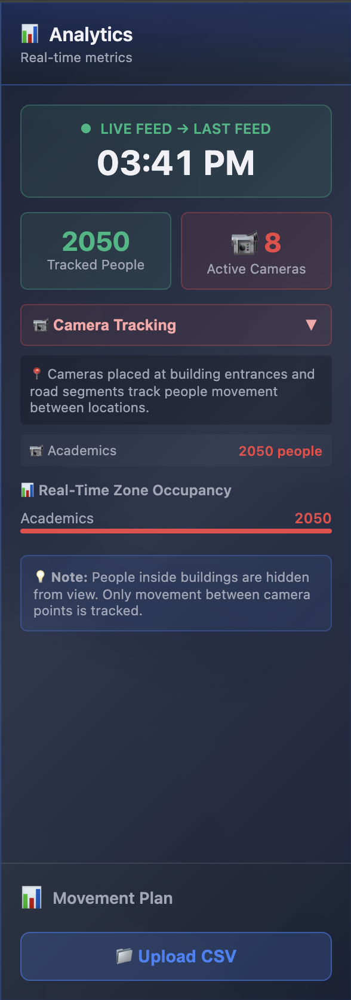 Analytics
Real-time metrics
LIVE FEED → LAST FEED
03:41 PM
2050
Tracked People
8
Active Cameras
Camera Tracking
Cameras placed at building entrances and
road segments track people movement
between locations.
Academics 2050 people
Real-Time Zone Occupancy
Academics 2050
Note: People inside buildings are hidden
from view. Only movement between camera
points is tracked.
Movement Plan
Upload CSV